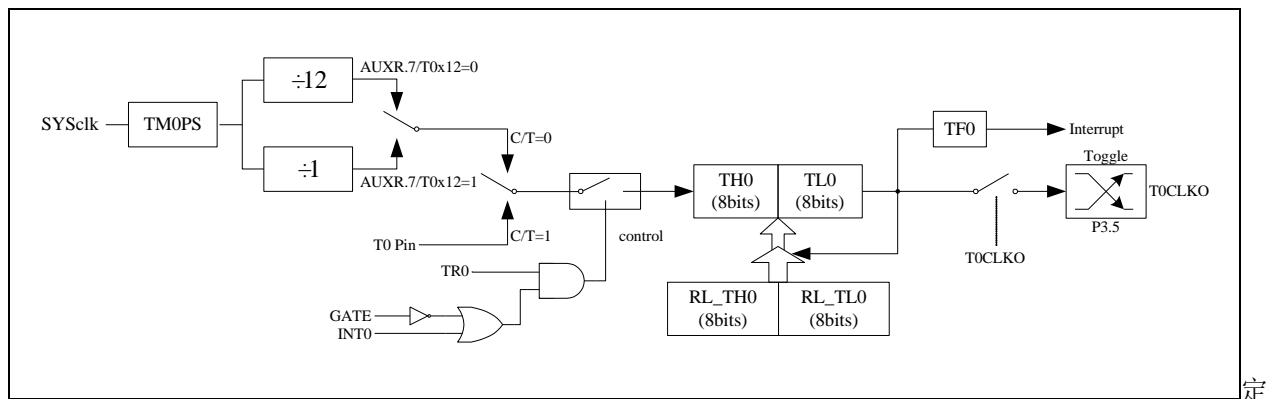 AUXR.7/T0x12=0
÷12
SYSclk
TM0PS
C/T=0
TF0
Interrupt
÷1
AUXR.7/T0x12=1
Toggle
TH0
(8bits)
TL0
(8bits)
T0CLKO
T0 Pin
C/T=1
control
P3.5
T0CLKO
TR0
RL_TH0
(8bits)
RL_TL0
(8bits)
GATE
INT0
定